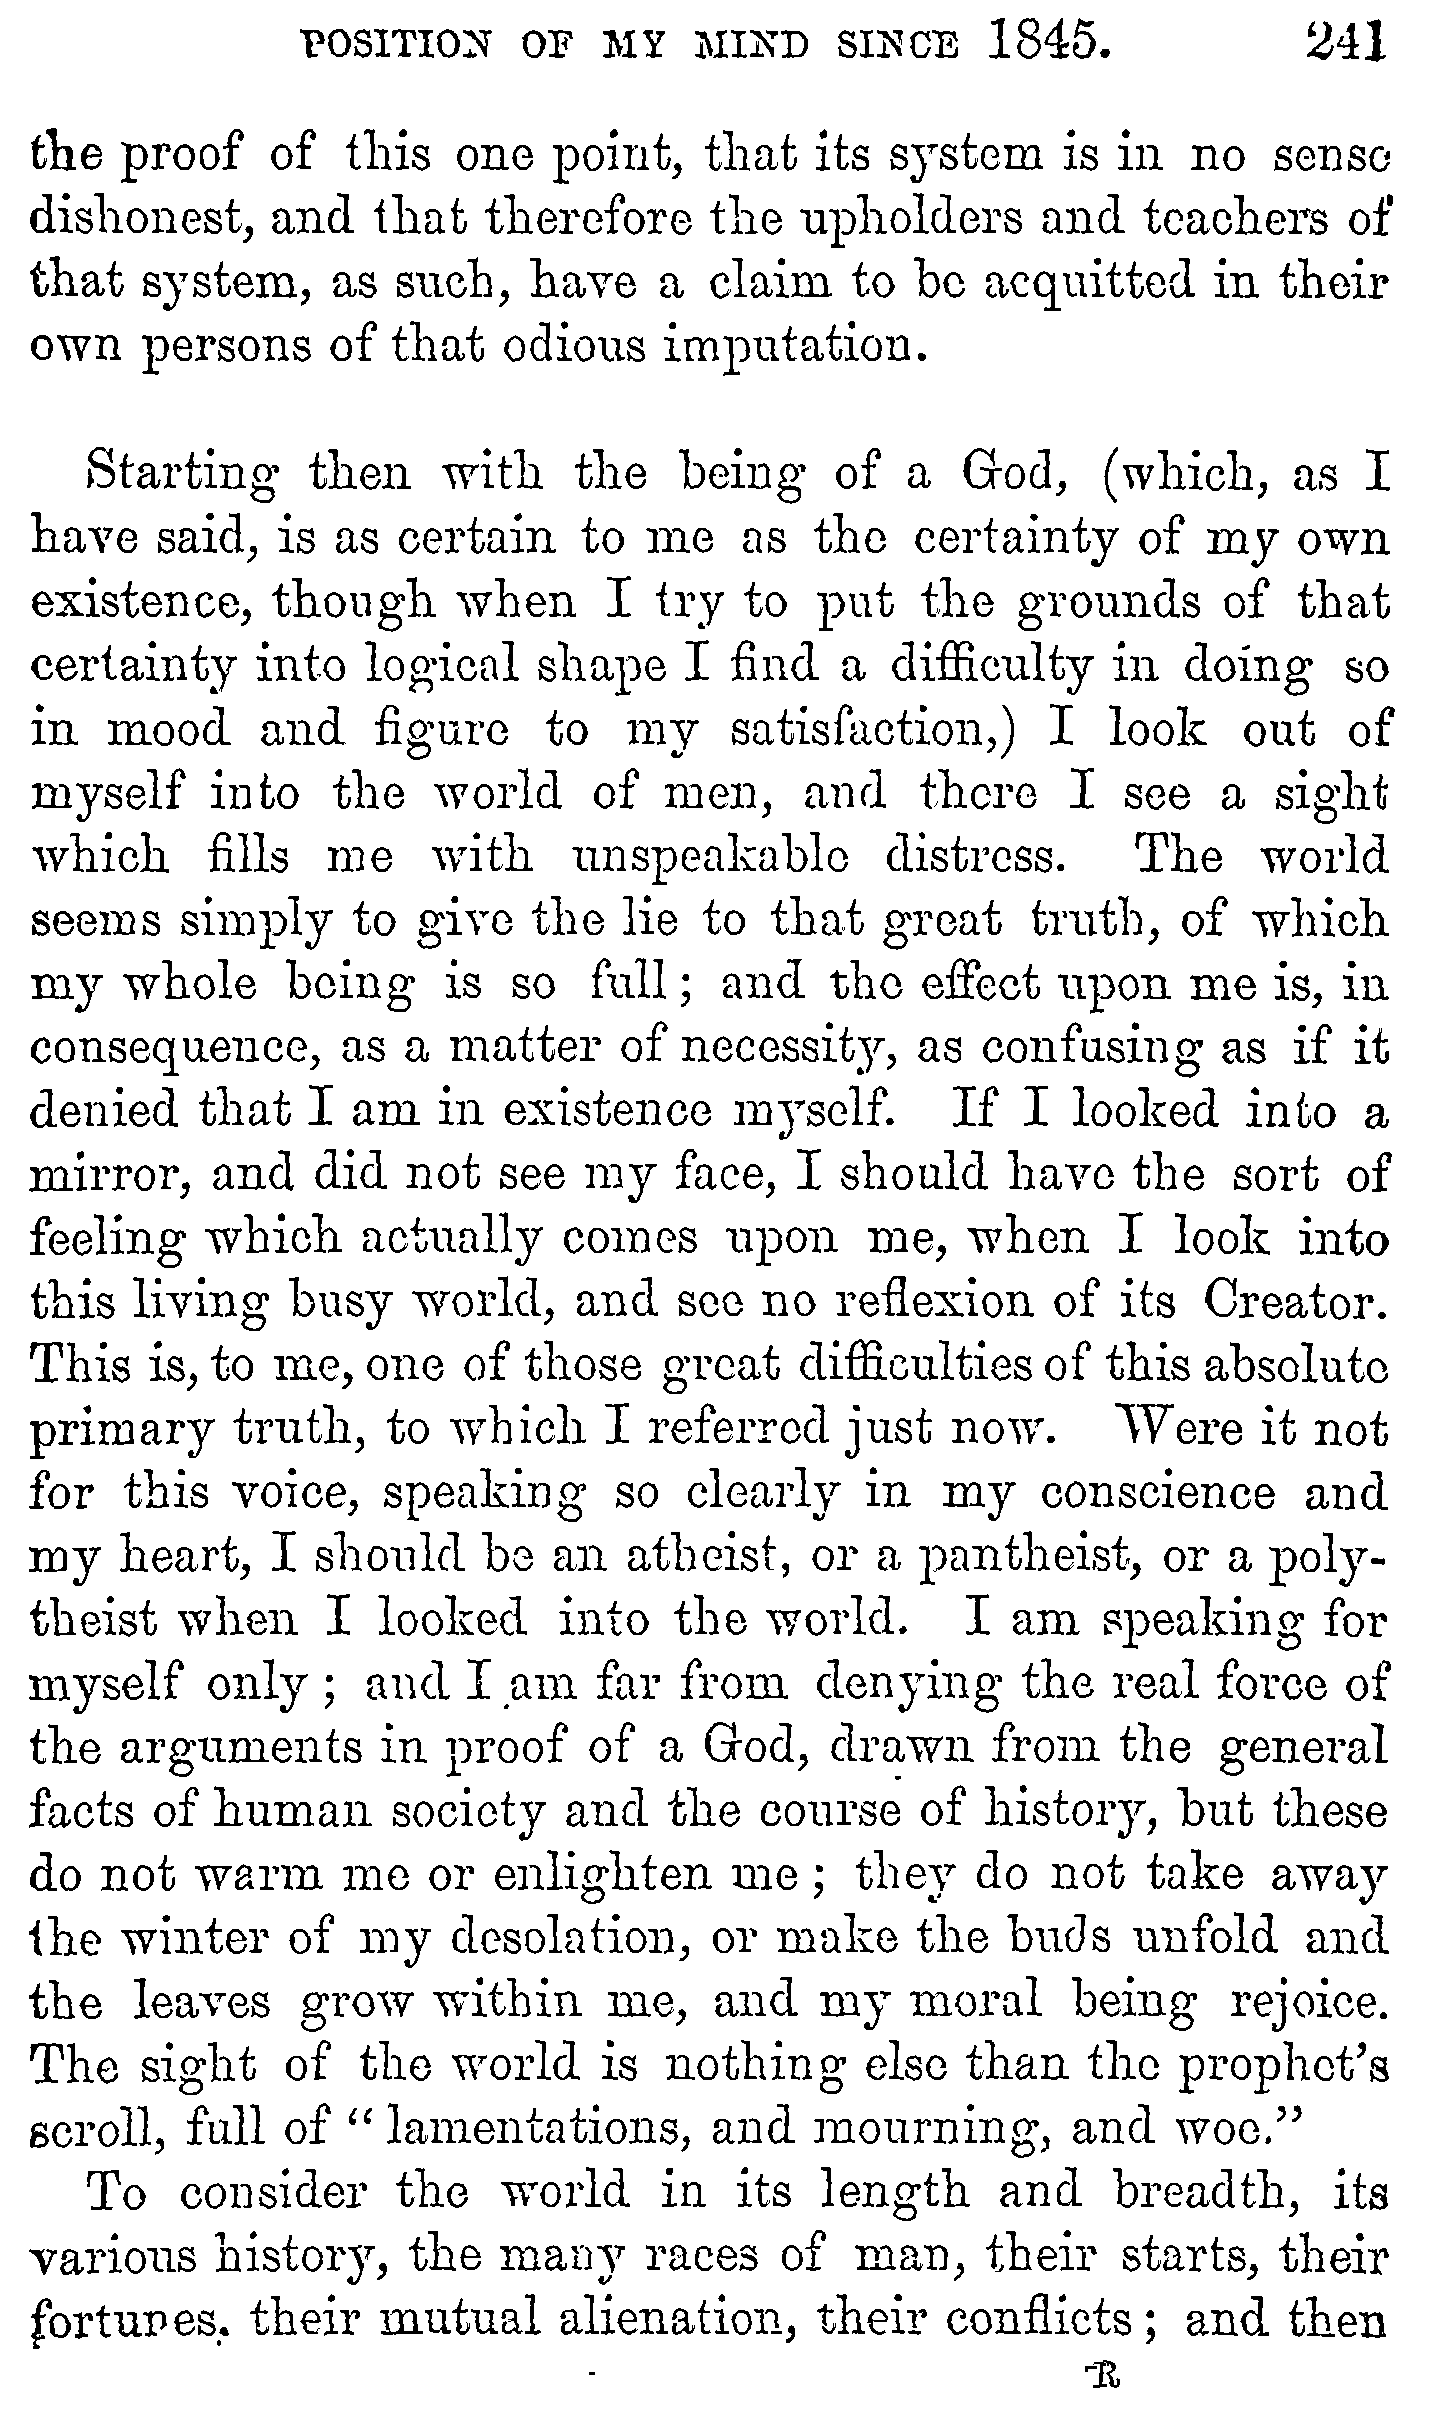 POSITION OF MY MIND SINCE 1845. 241
the proof of this one point, that its system is in no sense
dishonest, and that therefore the upholders and teachers of
that system, as such, have a claim to be acquitted in their
own persons of that odious imputation.
Starting then with the being of a God, (which, as I
have said, is as certain to me as the certainty of my own
existence, though when I try to put the grounds of that
certainty into logical shape I find a difficulty in doing so
in mood and figure to my satisfaction,) I look out of
myself into the world of men, and there I see a sight
which fills me with unspeakable distress. The world
seems simply to give the lie to that great truth, of which
my whole being is so full; and the effect upon me is, in
consequence, as a matter of necessity, as confusing as if it
denied that I am in existence myself. If I looked into a
mirror, and did not see my face, I should have the sort of
feeling which actually comes upon me, when I look into
this living busy world, and see no reflexion of its Creator.
This is, to me, one of those great difficulties of this absolute
primary truth, to which I referred just now. Were it not
for this voice, speaking so clearly in my conscience and
my heart, I should be an atheist, or a pantheist, or a poly-
theist when I looked into the world. I am speaking for
myself only; and I am far from denying the real force of
the arguments in proof of a God, drawn from the general
facts of human society and the course of history, but these
do not warm me or enlighten me; they do not take away
the winter of my desolation, or make the buds unfold and
the leaves grow within me, and my moral being rejoice.
The sight of the world is nothing else than the prophet's
scroll, full of "lamentations, and mourning, and woe."
To consider the world in its length and breadth, its
various history, the many races of man, their starts, their
fortunes, their mutual alienation, their conflicts; and then
R